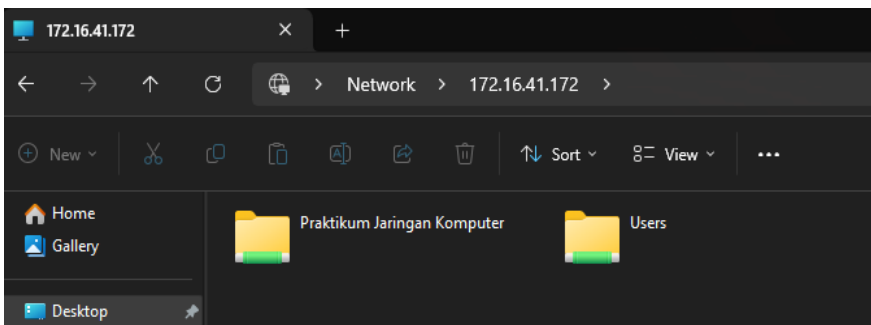 172.16.41.172
Network > 172.16.41.172 >
New
Sort
View
Home
Gallery
Desktop
Praktikum Jaringan Komputer
Users